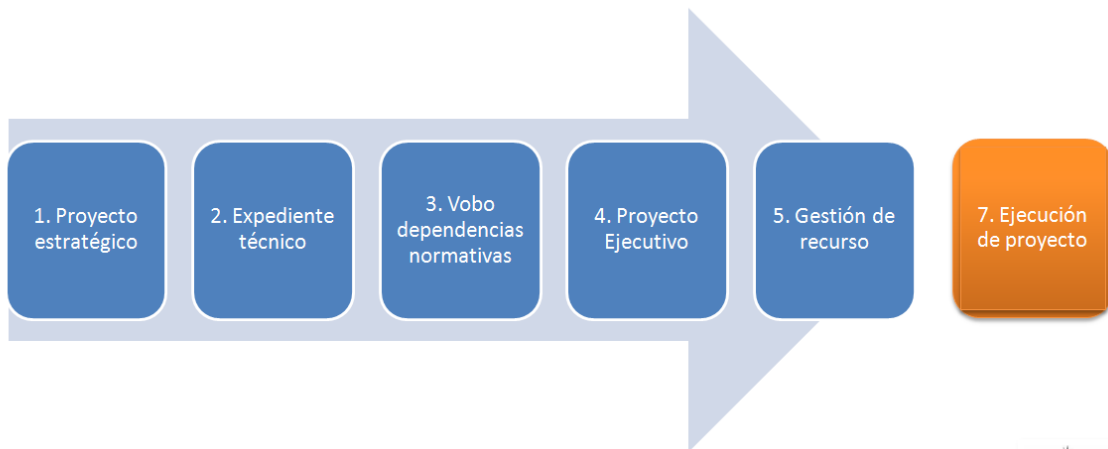 1. Proyecto
estratégico
2. Expediente
técnico
3. Vobo
dependencias
normativas
4. Proyecto
Ejecutivo
5. Gestión de
recurso
7. Ejecución
de proyecto